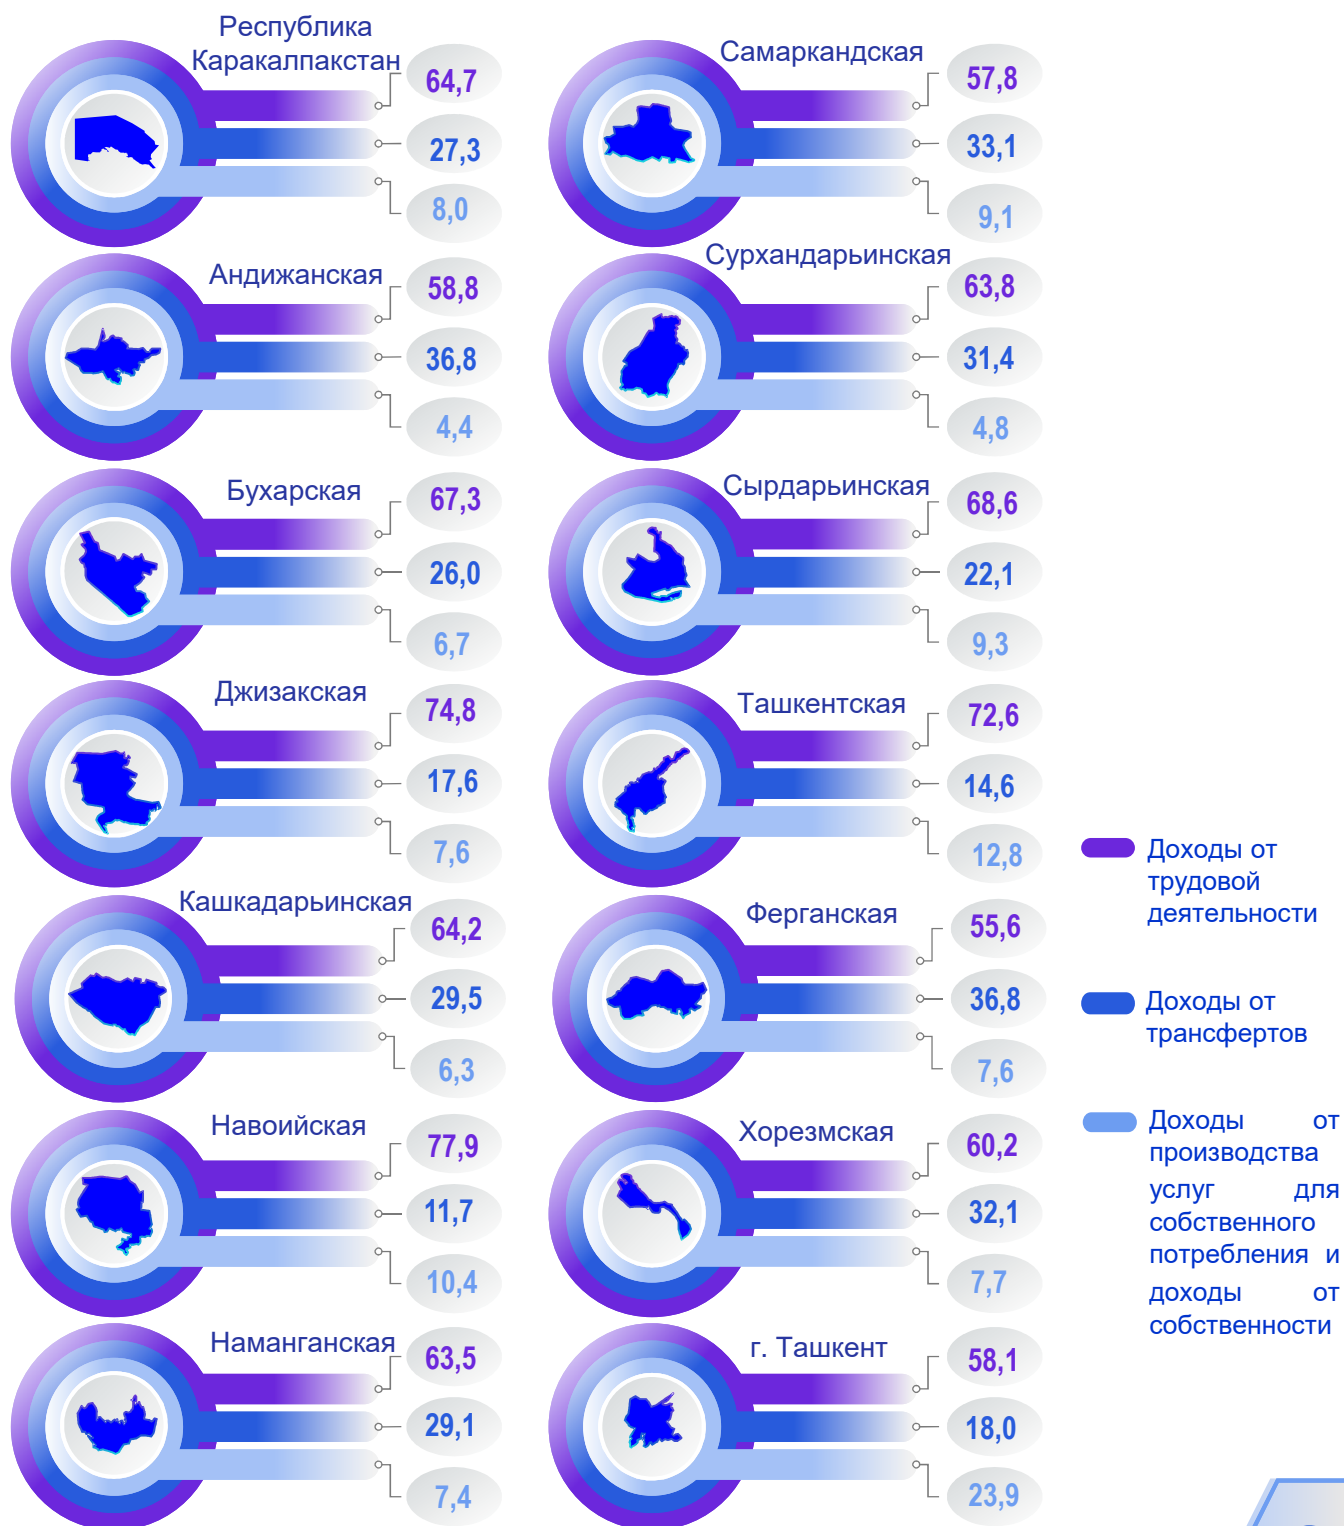 Республика
Каракалпакстан
64,7
27,3
8,0
Андижанская
58,8
36,8
4,4
Бухарская
67,3
26,0
6,7
Джизакская
74,8
17,6
7,6
Кашкадарьинская
64,2
29,5
6,3
Навоийская
77,9
11,7
10,4
Наманганская
63,5
29,1
7,4
Самаркандская
57,8
33,1
9,1
Сурхандарьинская
63,8
31,4
4,8
Сырдарьинская
68,6
22,1
9,3
Ташкентская
72,6
14,6
12,8
Ферганская
55,6
36,8
7,6
Хорезмская
60,2
32,1
7,7
г. Ташкент
58,1
18,0
23,9
Доходы от
трудовой
деятельности
Доходы от
трансфертов
Доходы от
производства
услуг для
собственного
потребления и
доходы от
собственности